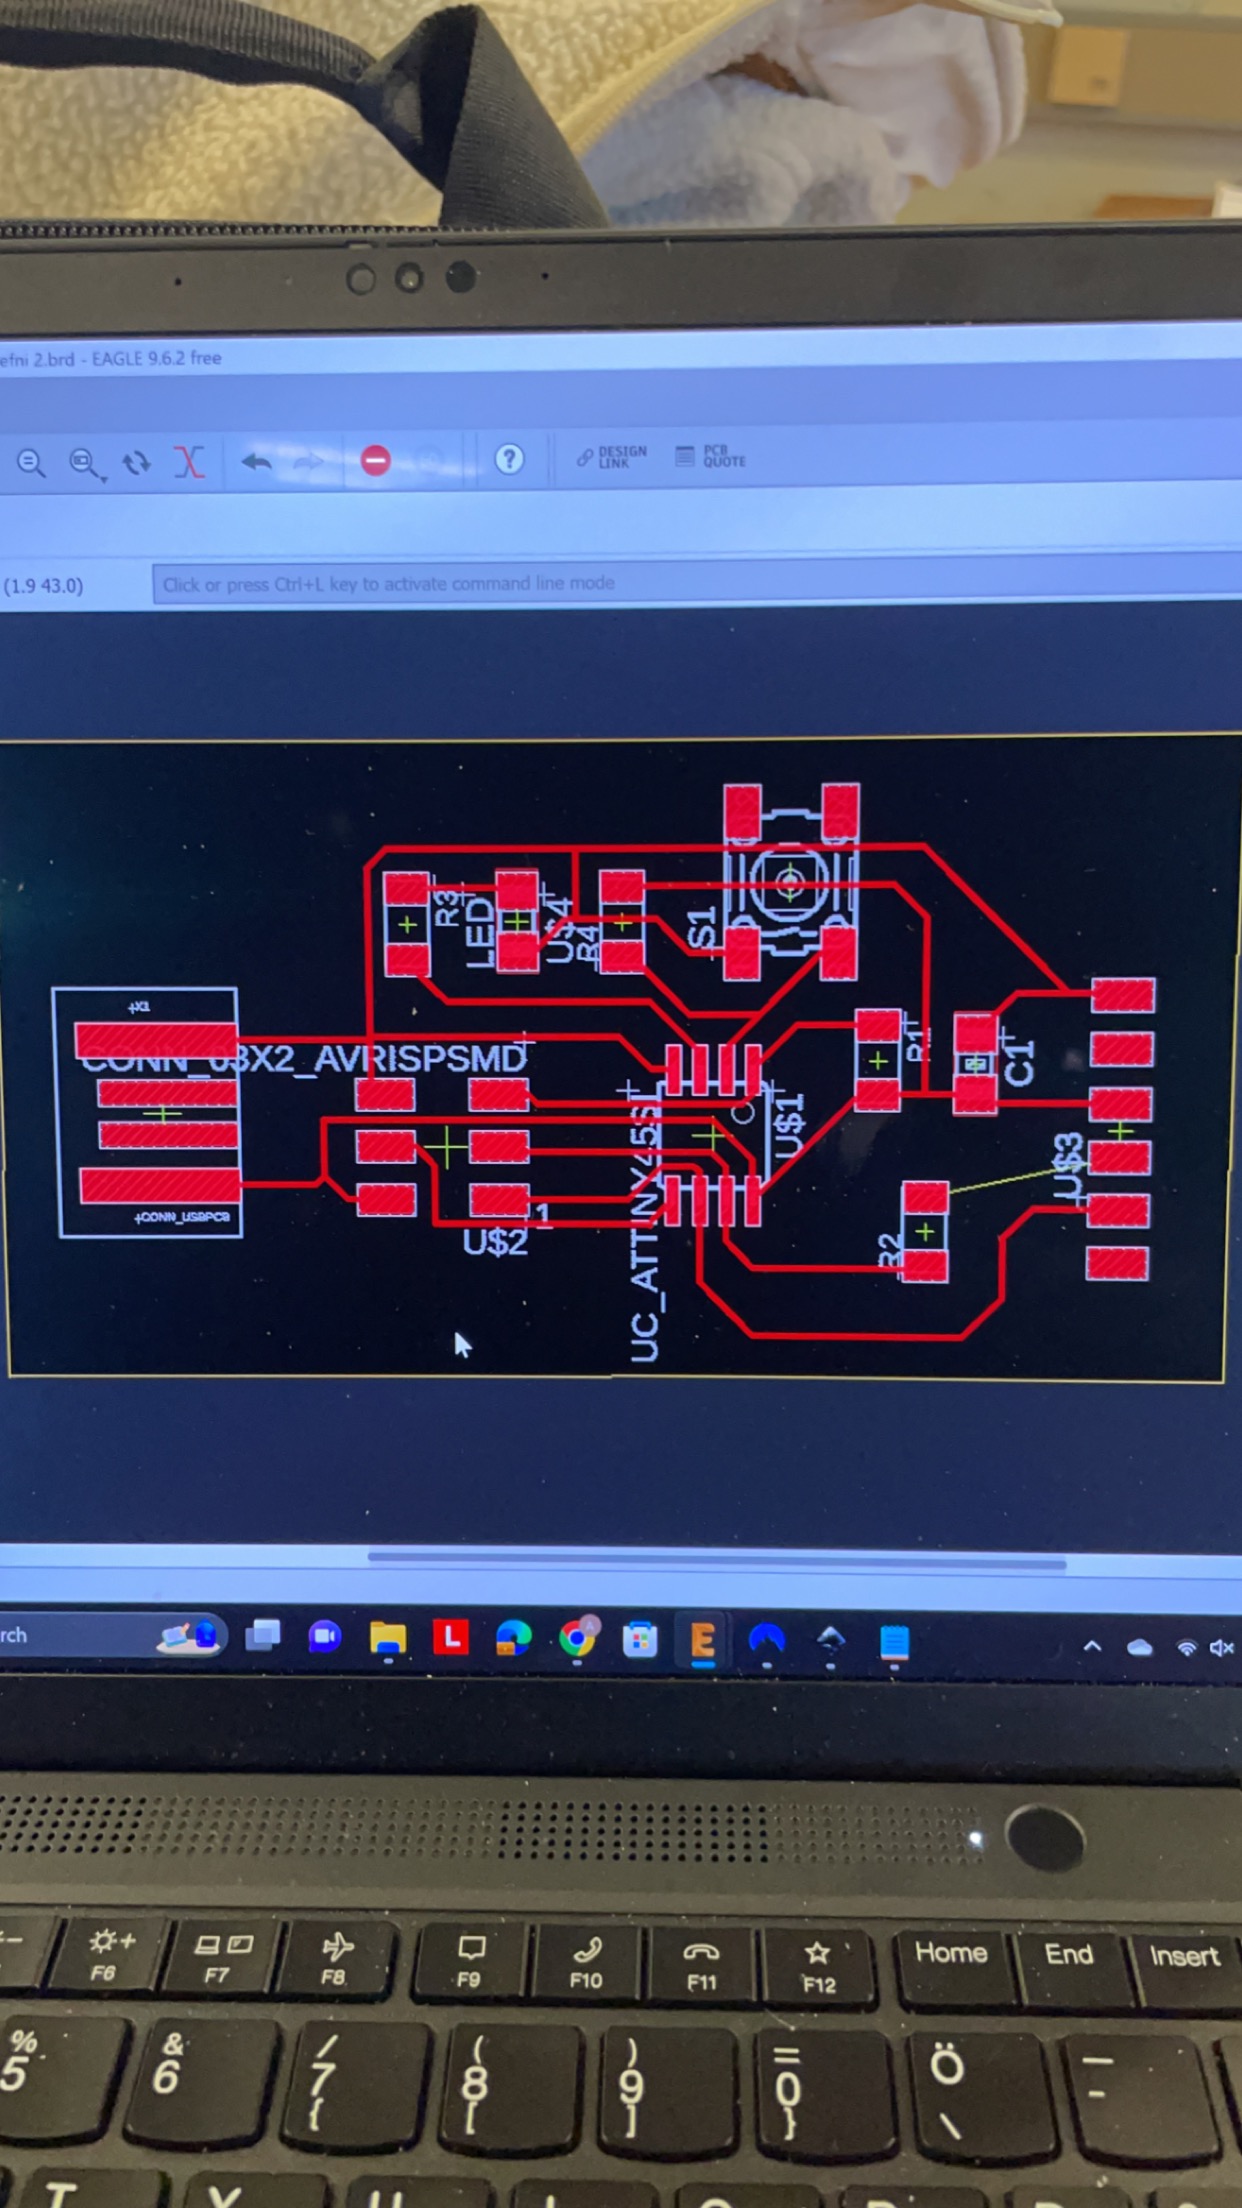 efni 2.brd - EAGLE 9.6.2 free
? DESIGN LINK PCB QUOTE
(1.9 43.0) Click or press Ctrl+L key to activate command line mode
R3
LED
U$4
R4
S1
X1
CONN_03X2_AVRISPSMD
R1
C1
UC_ATTINY45SI
U$1
U$3
+CONN_USBPCB
1
U$2
R2
rch
L
E
A
F6
F7
F8
F9
F10
F11
F12
Home
End
Insert
% 5
& 6
/ 7 {
( 8 [
) 9 ]
= 0 }
Ö \
_ -